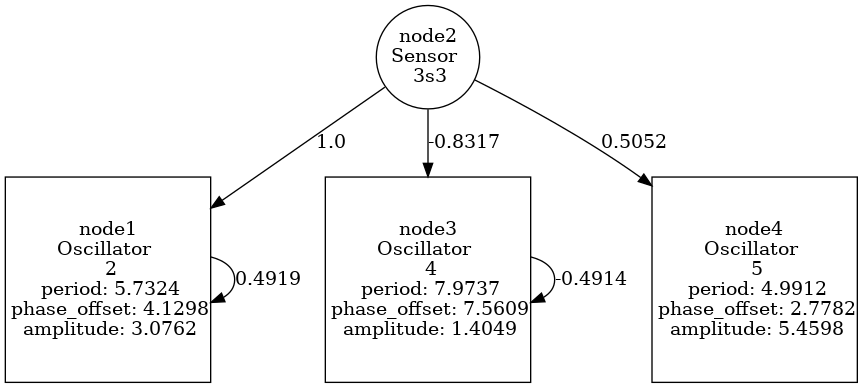 node2
Sensor
3s3
1.0
-0.8317
0.5052
node1
Oscillator
2
period: 5.7324
phase_offset: 4.1298
amplitude: 3.0762
0.4919
node3
Oscillator
4
period: 7.9737
phase_offset: 7.5609
amplitude: 1.4049
-0.4914
node4
Oscillator
5
period: 4.9912
phase_offset: 2.7782
amplitude: 5.4598